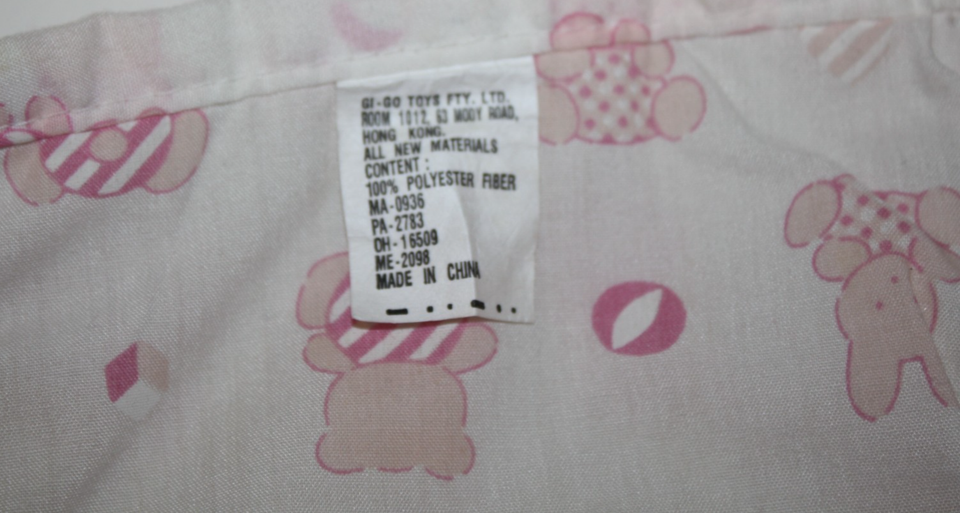 GI-GO TOYS FTY. LTD.
ROOM 1012, 63 MODY ROAD,
HONG KONG.
ALL NEW MATERIALS
CONTENT :
100% POLYESTER FIBER
MA-0936
PA-2783
OH-16509
ME-2098
MADE IN CHINA